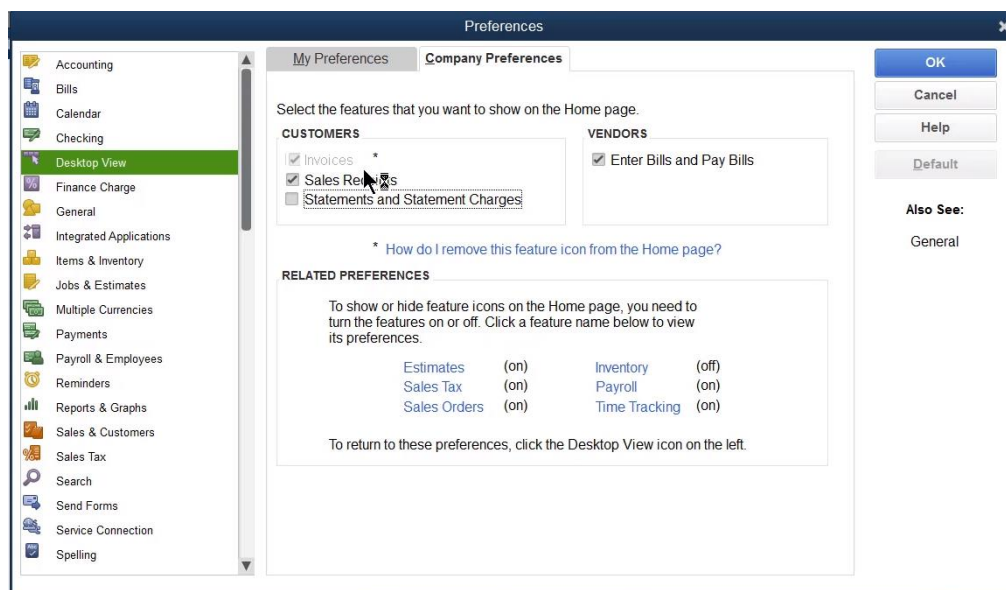 Preferences
Accounting
Bills
Calendar
Checking
Desktop View
Finance Charge
General
Integrated Applications
Items & Inventory
Jobs & Estimates
Multiple Currencies
Payments
Payroll & Employees
Reminders
Reports & Graphs
Sales & Customers
Sales Tax
Search
Send Forms
Service Connection
Spelling
My Preferences
Company Preferences
Select the features that you want to show on the Home page.
CUSTOMERS
Invoices *
Sales Receipts
Statements and Statement Charges
VENDORS
Enter Bills and Pay Bills
* How do I remove this feature icon from the Home page?
RELATED PREFERENCES
To show or hide feature icons on the Home page, you need to
turn the features on or off. Click a feature name below to view
its preferences.
Estimates (on) Inventory (off)
Sales Tax (on) Payroll (on)
Sales Orders (on) Time Tracking (on)
To return to these preferences, click the Desktop View icon on the left.
OK
Cancel
Help
Default
Also See:
General